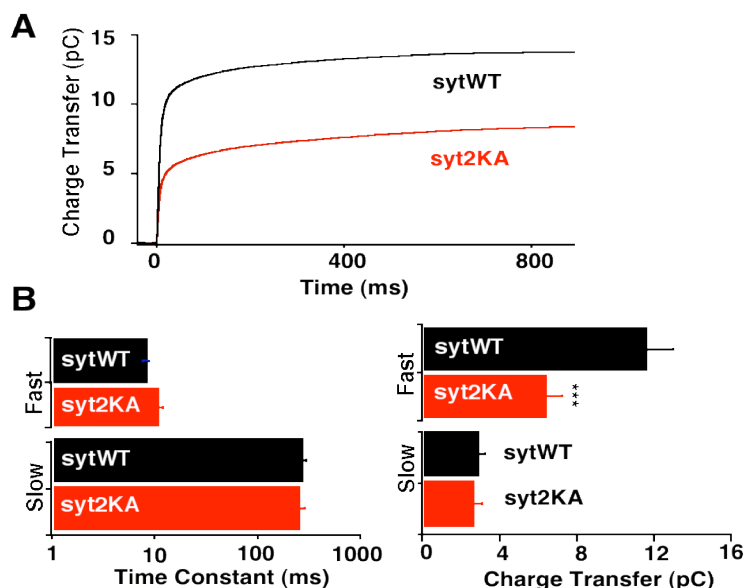 A
Charge Transfer (pC)
15
10
5
0
sytWT
syt2KA
0
400
800
Time (ms)
B
Fast
sytWT
syt2KA
Slow
sytWT
syt2KA
1
10
100
1000
Time Constant (ms)
Fast
sytWT
syt2KA
***
Slow
sytWT
syt2KA
0
4
8
12
16
Charge Transfer (pC)